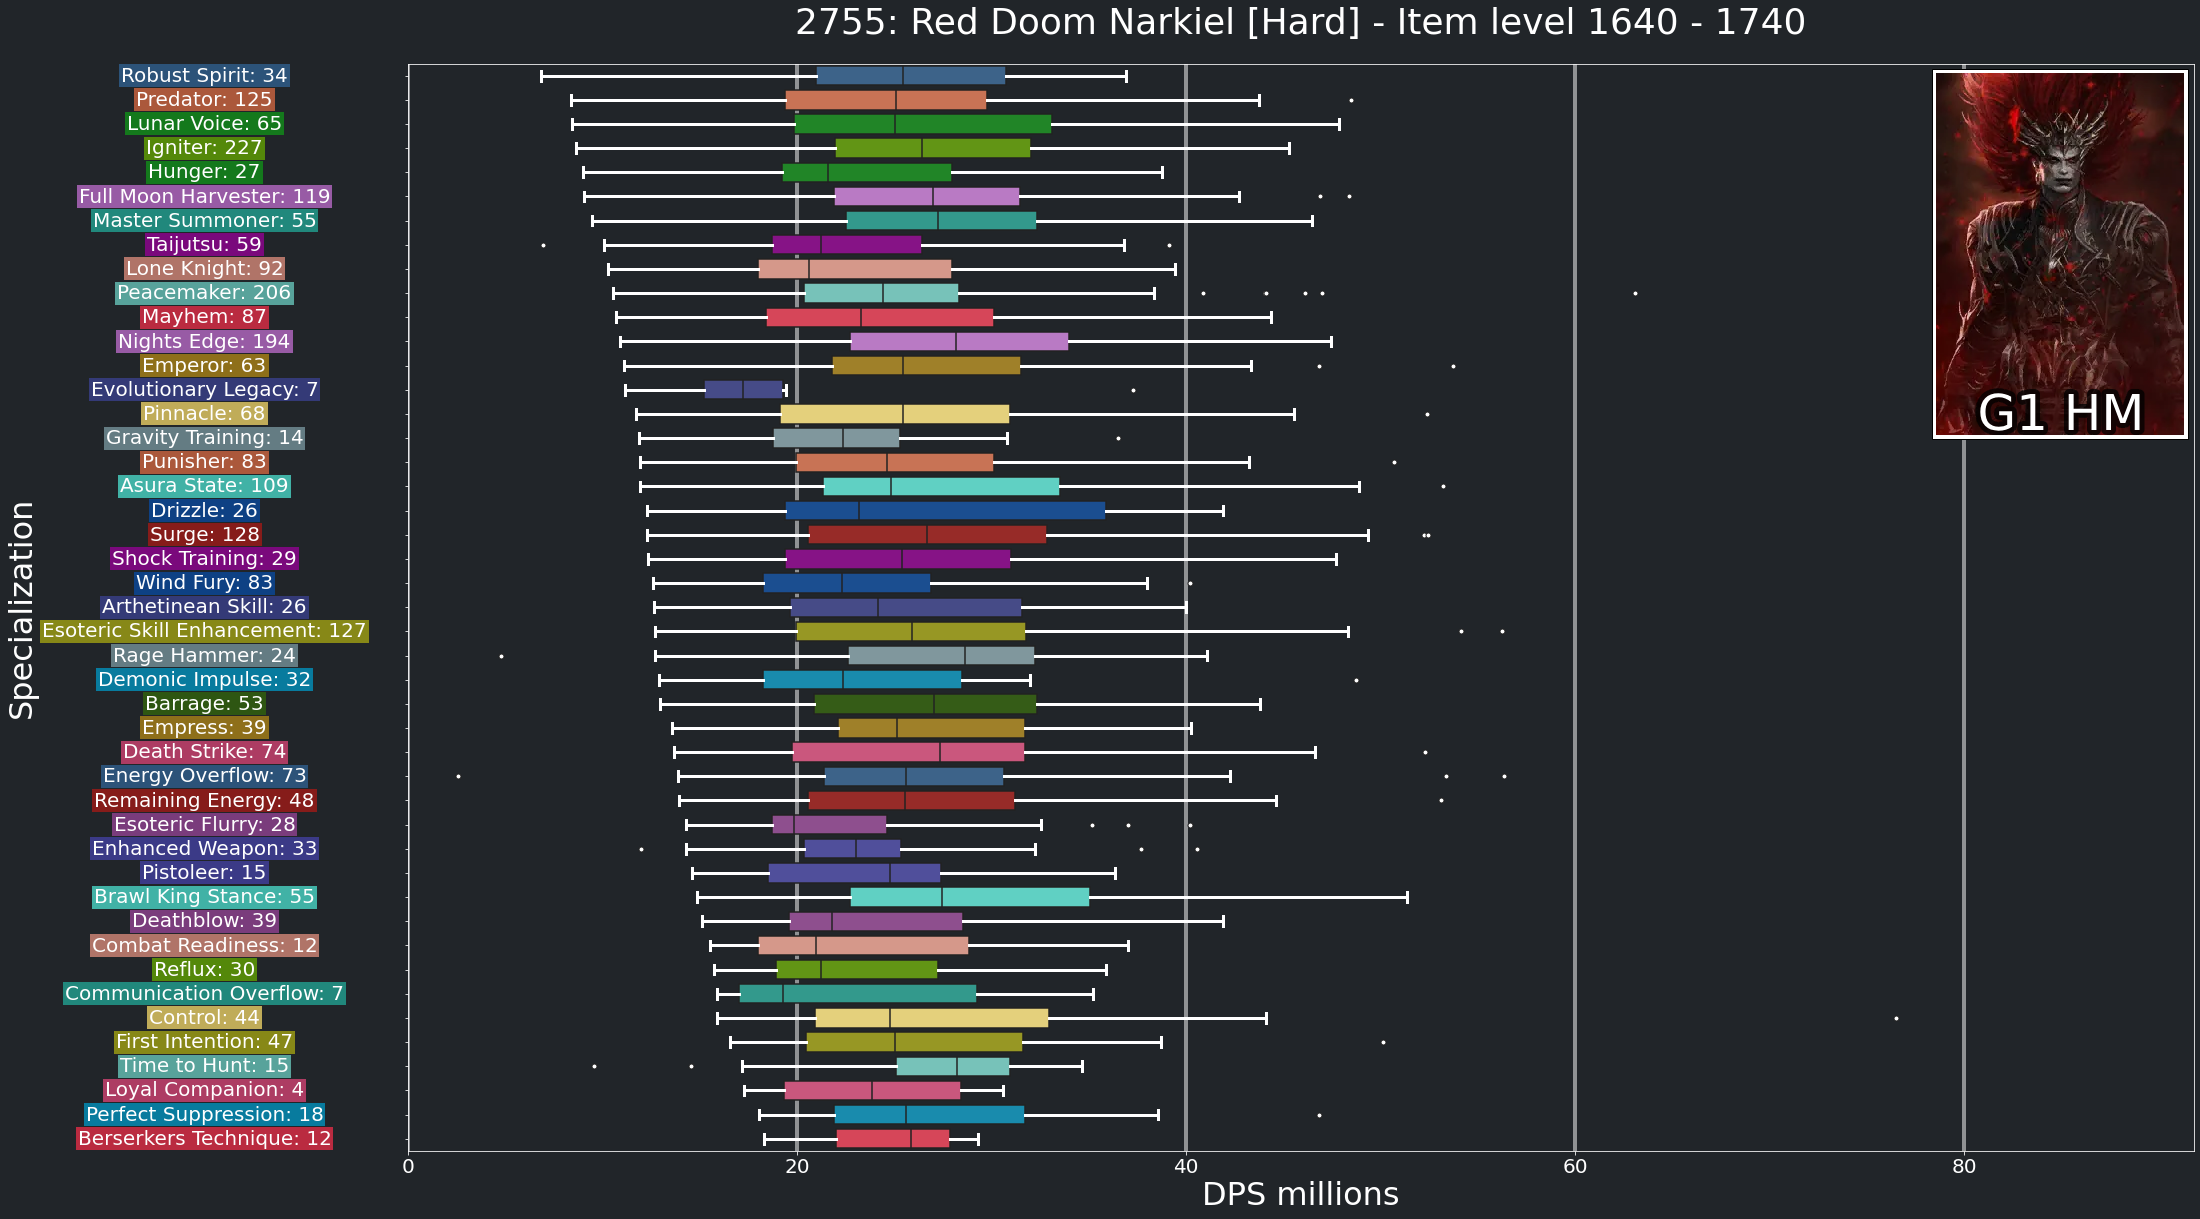 2755: Red Doom Narkiel [Hard] - Item level 1640 - 1740
Specialization
Robust Spirit: 34
Predator: 125
Lunar Voice: 65
Igniter: 227
Hunger: 27
Full Moon Harvester: 119
Master Summoner: 55
Taijutsu: 59
Lone Knight: 92
Peacemaker: 206
Mayhem: 87
Nights Edge: 194
Emperor: 63
Evolutionary Legacy: 7
Pinnacle: 68
Gravity Training: 14
Punisher: 83
Asura State: 109
Drizzle: 26
Surge: 128
Shock Training: 29
Wind Fury: 83
Arthetinean Skill: 26
Esoteric Skill Enhancement: 127
Rage Hammer: 24
Demonic Impulse: 32
Barrage: 53
Empress: 39
Death Strike: 74
Energy Overflow: 73
Remaining Energy: 48
Esoteric Flurry: 28
Enhanced Weapon: 33
Pistoleer: 15
Brawl King Stance: 55
Deathblow: 39
Combat Readiness: 12
Reflux: 30
Communication Overflow: 7
Control: 44
First Intention: 47
Time to Hunt: 15
Loyal Companion: 4
Perfect Suppression: 18
Berserkers Technique: 12
G1 HM
0 20 40 60 80
DPS millions